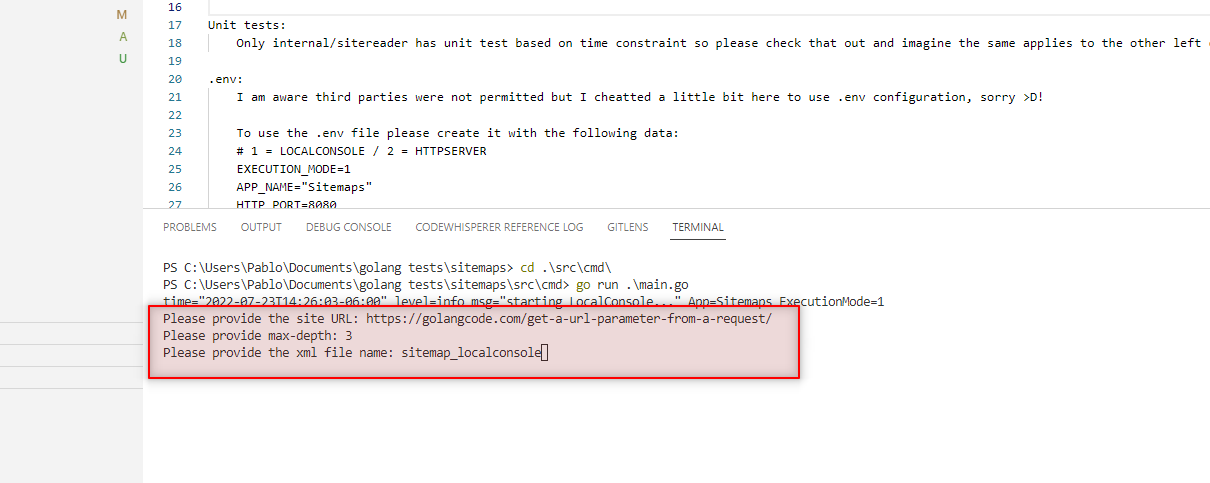 M
A
U
16
17 Unit tests:
18 Only internal/sitereader has unit test based on time constraint so please check that out and imagine the same applies to the other left
19
20 .env:
21 I am aware third parties were not permitted but I cheatted a little bit here to use .env configuration, sorry >D!
22
23 To use the .env file please create it with the following data:
24 # 1 = LOCALCONSOLE / 2 = HTTPSERVER
25 EXECUTION_MODE=1
26 APP_NAME="Sitemaps"
27 HTTP_PORT=8080
PROBLEMS OUTPUT DEBUG CONSOLE CODEWHISPERER REFERENCE LOG GITLENS TERMINAL
PS C:\Users\Pablo\Documents\golang tests\sitemaps> cd .\src\cmd\
PS C:\Users\Pablo\Documents\golang tests\sitemaps\src\cmd> go run .\main.go
time="2022-07-23T14:26:03-06:00" level=info msg="starting LocalConsole..." App=Sitemaps ExecutionMode=1
Please provide the site URL: https://golangcode.com/get-a-url-parameter-from-a-request/
Please provide max-depth: 3
Please provide the xml file name: sitemap_localconsole